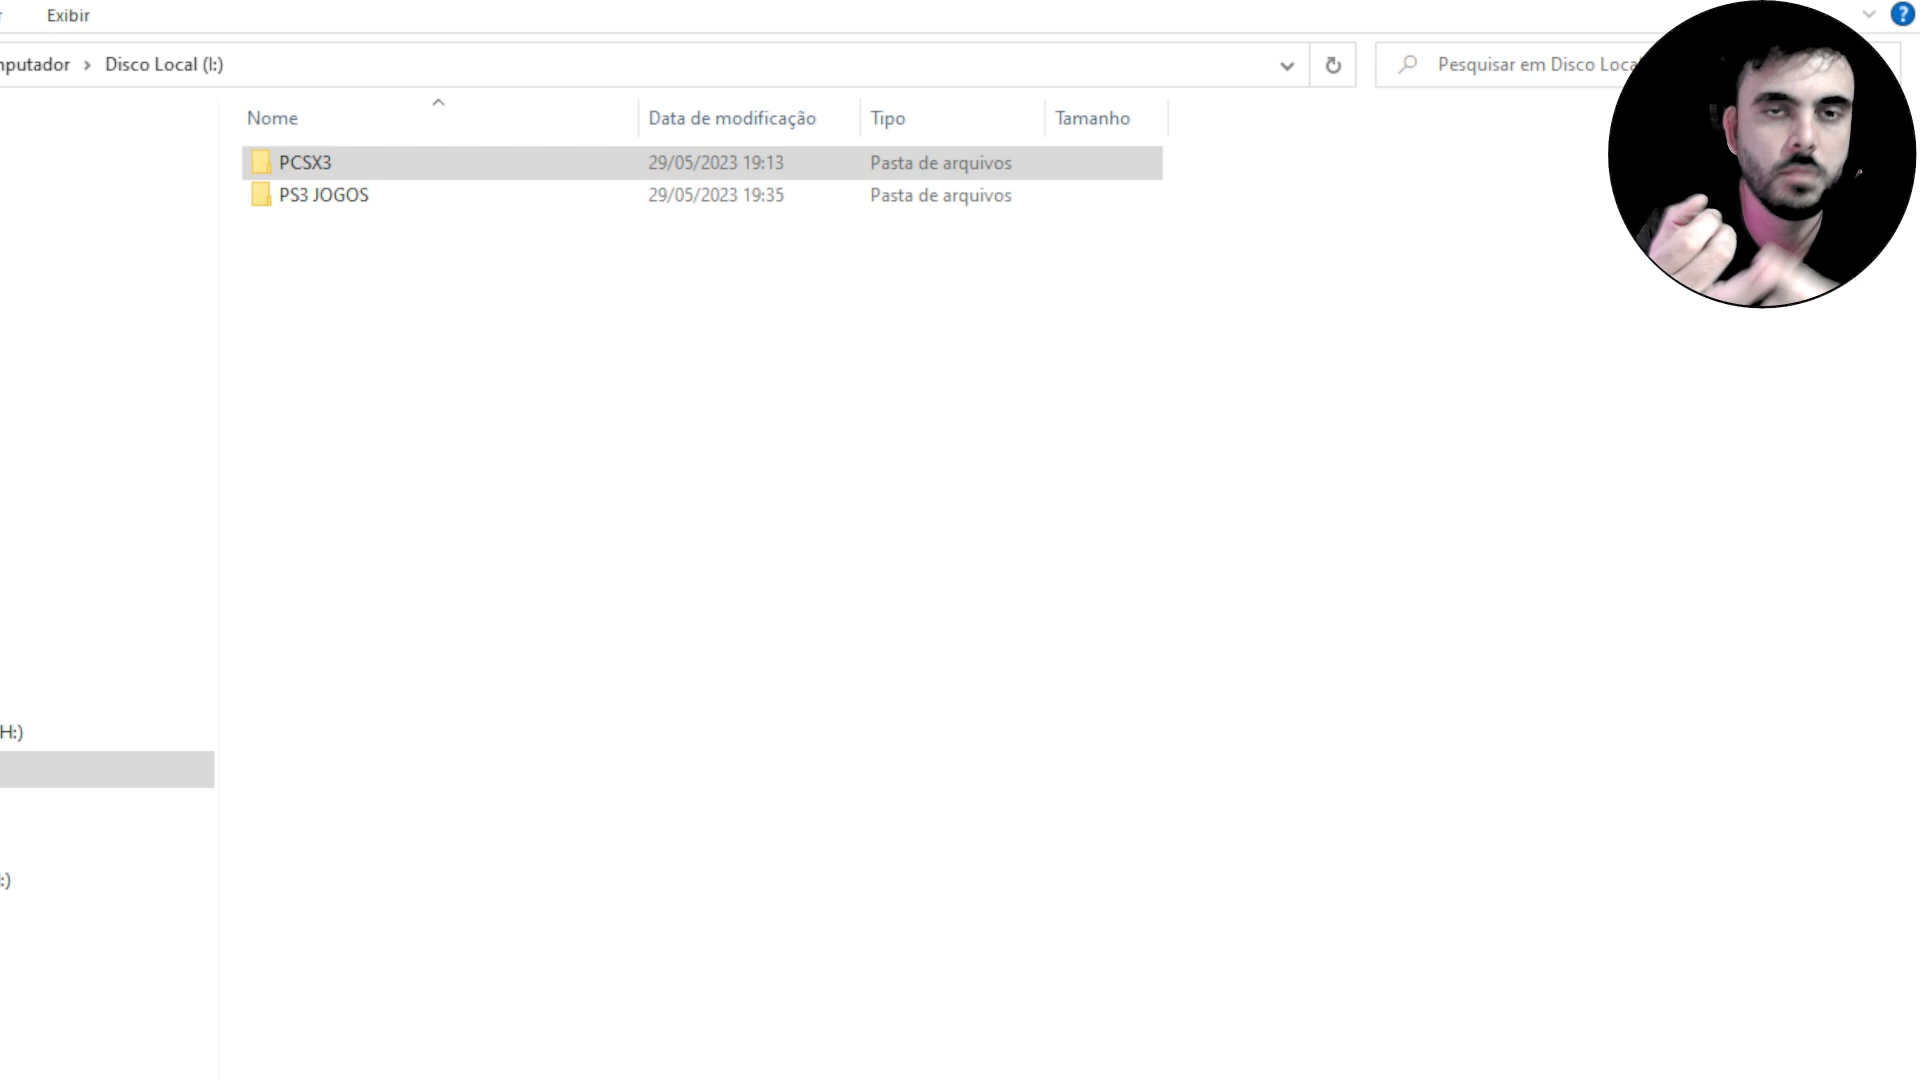 Exibir
?
mputador > Disco Local (I:)
Pesquisar em Disco Loca
Nome Data de modificação Tipo Tamanho
PCSX3 29/05/2023 19:13 Pasta de arquivos
PS3 JOGOS 29/05/2023 19:35 Pasta de arquivos
H:)
:)